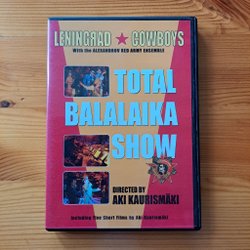 LENINGRAD ★ COWBOYS
With the ALEXANDROV RED ARMY ENSEMBLE
TOTAL
BALALAIKA
SHOW
DIRECTED BY
AKI KAURISMÄKI
including Five Short Films by Aki Kaurismäki